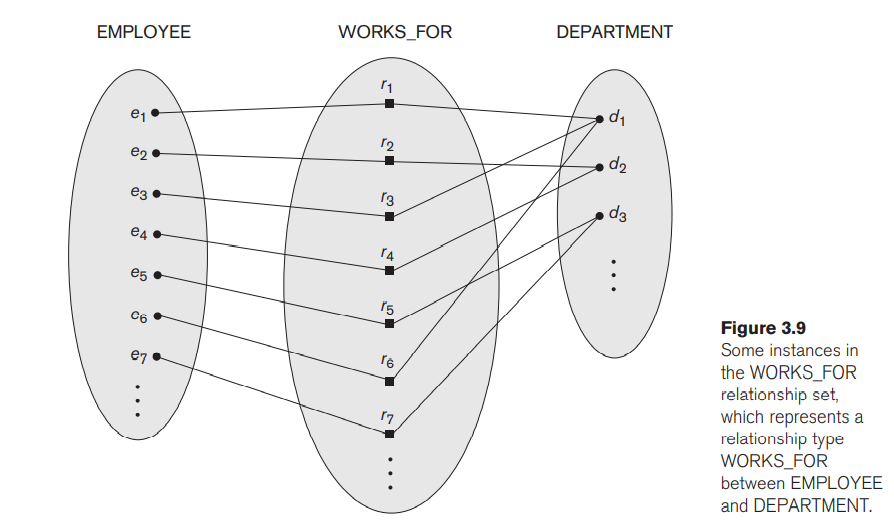 EMPLOYEE WORKS_FOR DEPARTMENT
e1
e2
e3
e4
e5
e6
e7
r1
r2
r3
r4
r5
r6
r7
d1
d2
d3
Figure 3.9
Some instances in
the WORKS_FOR
relationship set,
which represents a
relationship type
WORKS_FOR
between EMPLOYEE
and DEPARTMENT.